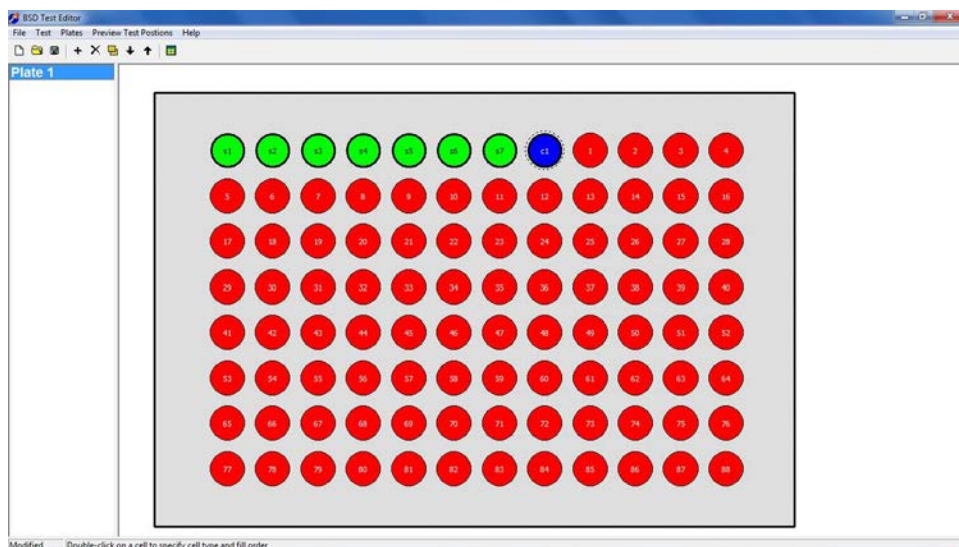 BSD Test Editor
File Test Plates Preview Test Postions Help
Plate 1
s1 s2 s3 s4 s5 s6 s7 c1 1 2 3 4
5 6 7 8 9 10 11 12 13 14 15 16
17 18 19 20 21 22 23 24 25 26 27 28
29 30 31 32 33 34 35 36 37 38 39 40
41 42 43 44 45 46 47 48 49 50 51 52
53 54 55 56 57 58 59 60 61 62 63 64
65 66 67 68 69 70 71 72 73 74 75 76
77 78 79 80 81 82 83 84 85 86 87 88
Modified Double-click on a cell to specify cell type and fill order